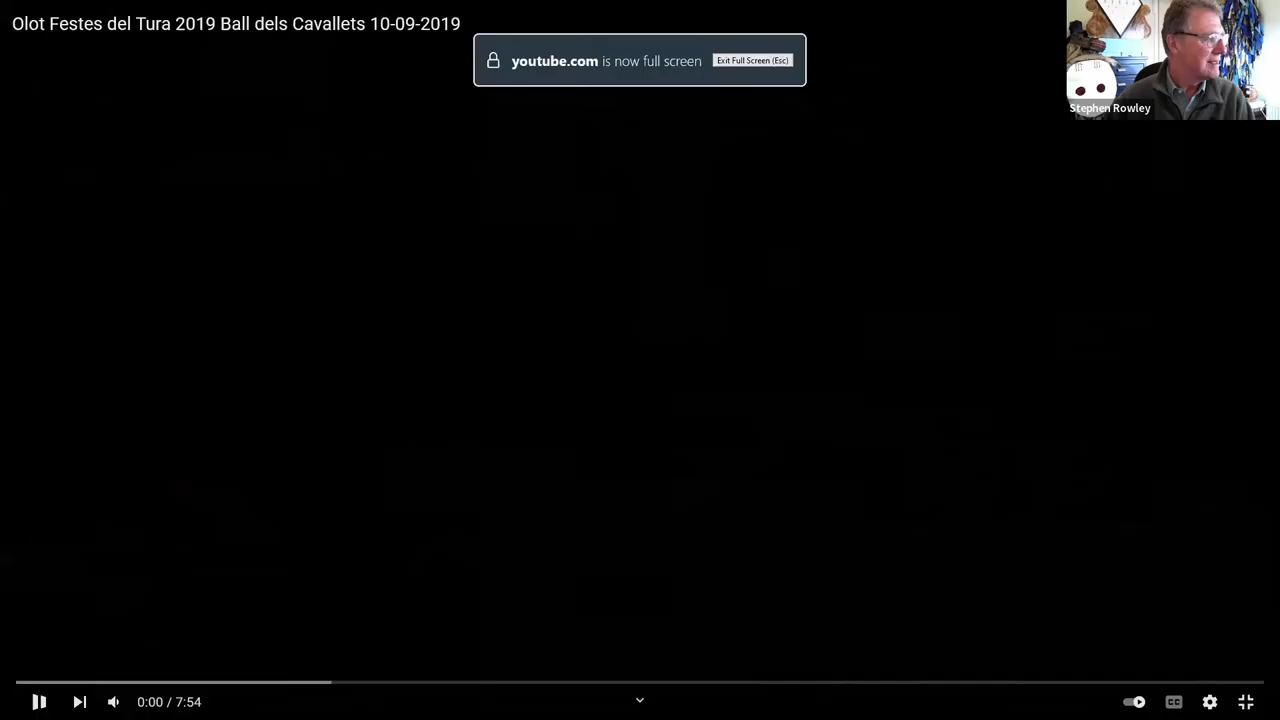 Olot Festes del Tura 2019 Ball dels Cavallets 10-09-2019
youtube.com is now full screen
Exit Full Screen (Esc)
Stephen Rowley
0:00 / 7:54
CC